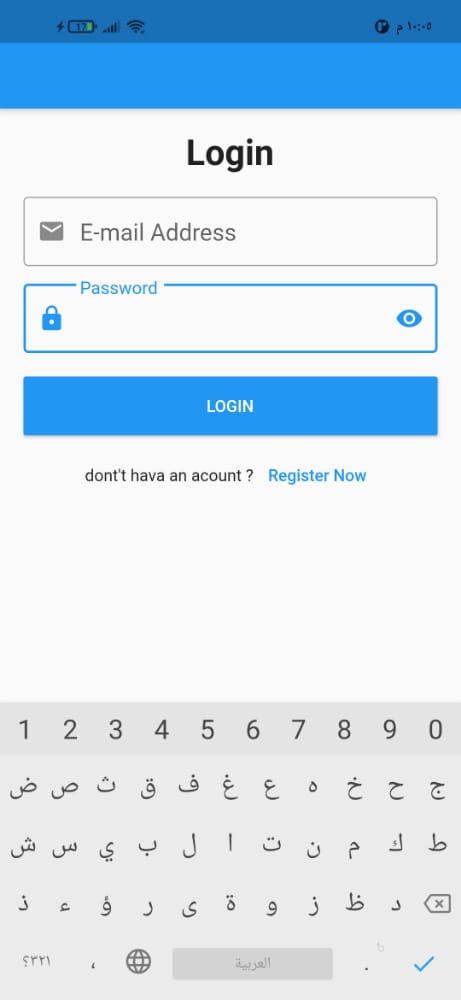 17 ١٠:٠٥ م
Login
E-mail Address
Password
LOGIN
dont't hava an acount ? Register Now
1 2 3 4 5 6 7 8 9 0
ض ص ث ق ف غ ع ه خ ح ج
ش س ي ب ل ا ت ن م ك ط
ذ ء ؤ ر ى ة و ز ظ د
؟٣٢١ ، العربية .